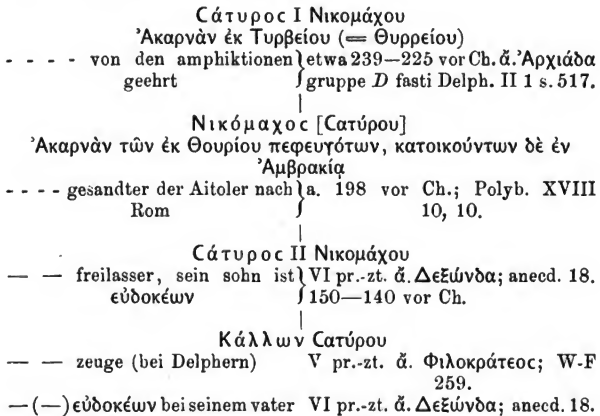 Cάτυρος I Νικομάχου
Ἀκαρνὰν ἐκ Τυρβείου (= Θυρρείου)
- - - - von den amphiktionen } etwa 239—225 vor Ch. ἄ. Ἀρχιάδα
geehrt } gruppe D fasti Delph. II 1 s. 517.
|
Νικόμαχος [Cατύρου]
Ἀκαρνὰν τῶν ἐκ Θουρίου πεφευγότων, κατοικούντων δὲ ἐν
Ἀμβρακίᾳ
- - - - gesandter der Aitoler nach } a. 198 vor Ch.; Polyb. XVIII
Rom } 10, 10.
|
Cάτυρος II Νικομάχου
— — freilasser, sein sohn ist } VI pr.-zt. ἄ. Δεξώνδα; anecd. 18.
εὐδοκέων } 150—140 vor Ch.
|
Κάλλων Cατύρου
— — zeuge (bei Delphern) V pr.-zt. ἄ. Φιλοκράτεος; W-F
259.
—(—) εὐδοκέων bei seinem vater VI pr.-zt. ἄ. Δεξώνδα; anecd. 18.